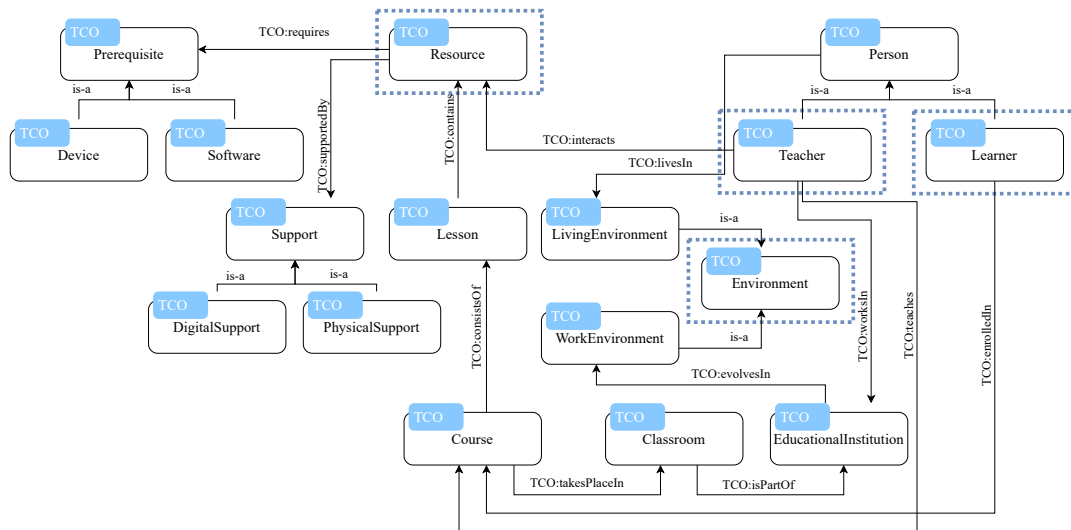 TCO
Prerequisite
TCO:requires
TCO
Resource
TCO
Person
is-a
is-a
is-a
is-a
TCO
Device
TCO
Software
TCO:supportedBy
TCO:contains
TCO:interacts
TCO:livesIn
TCO
Teacher
TCO
Learner
TCO
Support
TCO
Lesson
TCO
LivingEnvironment
is-a
TCO
Environment
is-a
is-a
TCO
DigitalSupport
TCO
PhysicalSupport
TCO:consistsOf
TCO
WorkEnvironment
is-a
TCO:worksIn
TCO:teaches
TCO:enrolledIn
TCO:evolvesIn
TCO
Course
TCO
Classroom
TCO
EducationalInstitution
TCO:takesPlaceIn
TCO:isPartOf